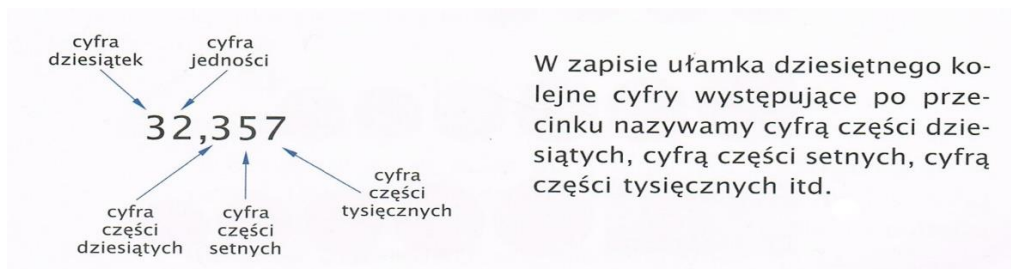 cyfra
dziesiątek
cyfra
jedności
32,357
cyfra
części
dziesiątych
cyfra
części
setnych
cyfra
części
tysięcznych
W zapisie ułamka dziesiętnego ko-
lejne cyfry występujące po prze-
cinku nazywamy cyfrą części dzie-
siątych, cyfrą części setnych, cyfrą
części tysięcznych itd.